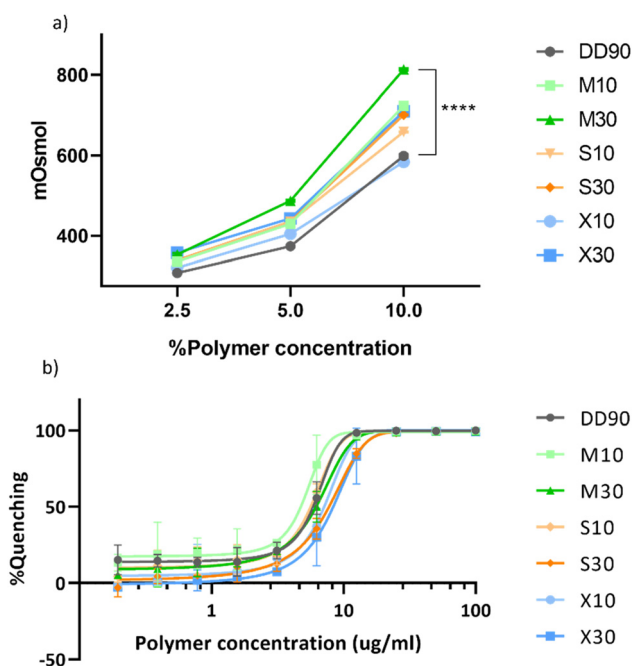 a)
mOsmol
800
600
400
2.5 5.0 10.0
%Polymer concentration
****
DD90
M10
M30
S10
S30
X10
X30
b)
%Quenching
100
50
0
-50
1 10 100
Polymer concentration (ug/ml)
DD90
M10
M30
S10
S30
X10
X30